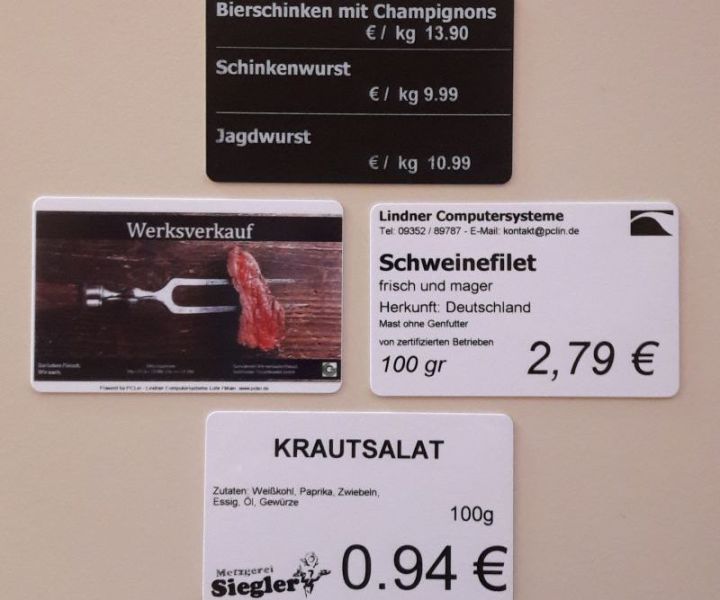 Bierschinken mit Champignons
€ / kg 13.90
Schinkenwurst
€ / kg 9.99
Jagdwurst
€ / kg 10.99
Werksverkauf
Lindner Computersysteme
Tel: 09352 / 89787 - E-Mail: kontakt@pclin.de
Schweinefilet
frisch und mager
Herkunft: Deutschland
Mast ohne Genfutter
von zertifizierten Betrieben
100 gr
2,79 €
KRAUTSALAT
Zutaten: Weißkohl, Paprika, Zwiebeln,
Essig, Öl, Gewürze
100g
Metzgerei
Siegler
0.94 €